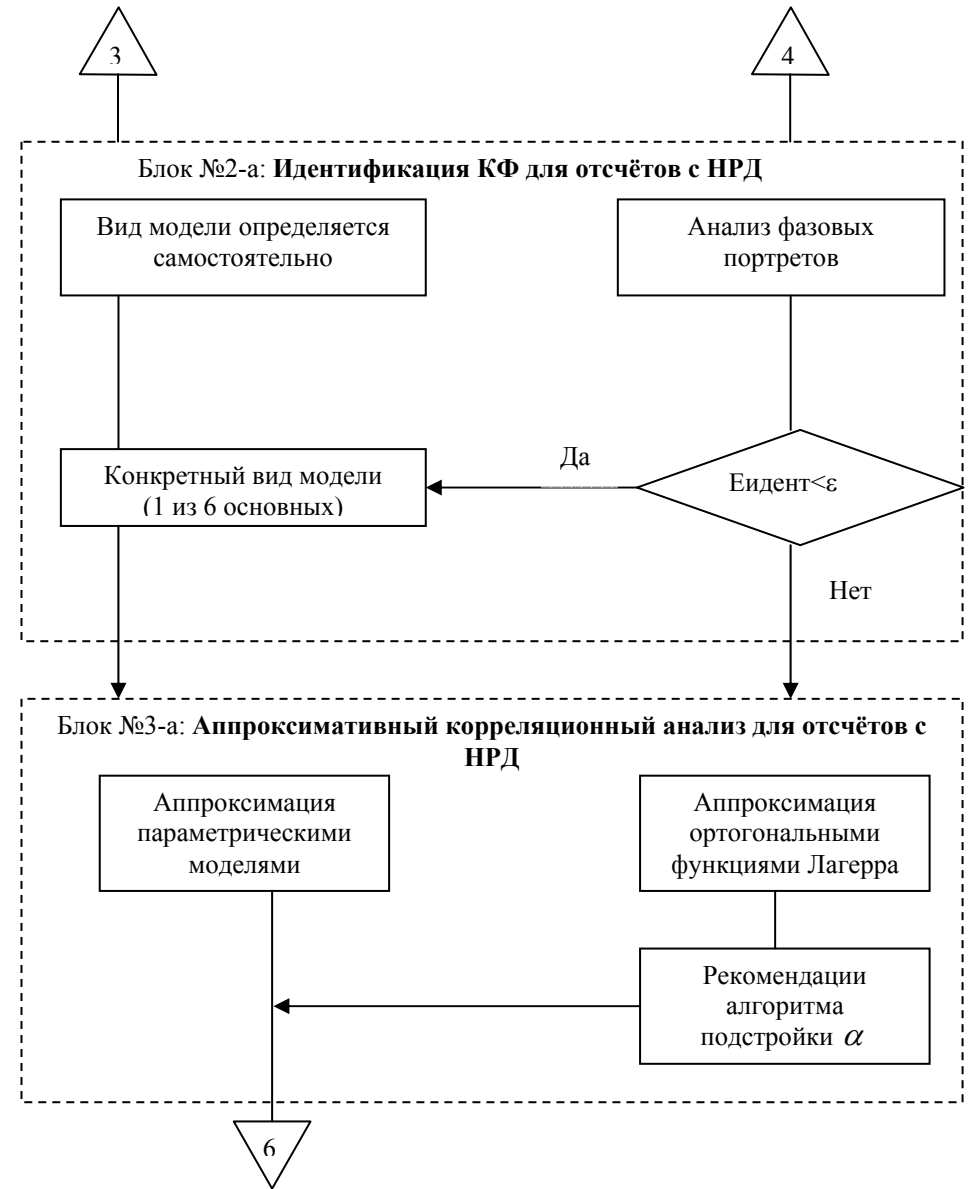 3
4
Блок №2-а: Идентификация КФ для отсчётов с НРД
Вид модели определяется
самостоятельно
Анализ фазовых
портретов
Конкретный вид модели
(1 из 6 основных)
Да
Еидент<ε
Нет
Блок №3-а: Аппроксимативный корреляционный анализ для отсчётов с
НРД
Аппроксимация
параметрическими
моделями
Аппроксимация
ортогональными
функциями Лагерра
Рекомендации
алгоритма
подстройки α
6